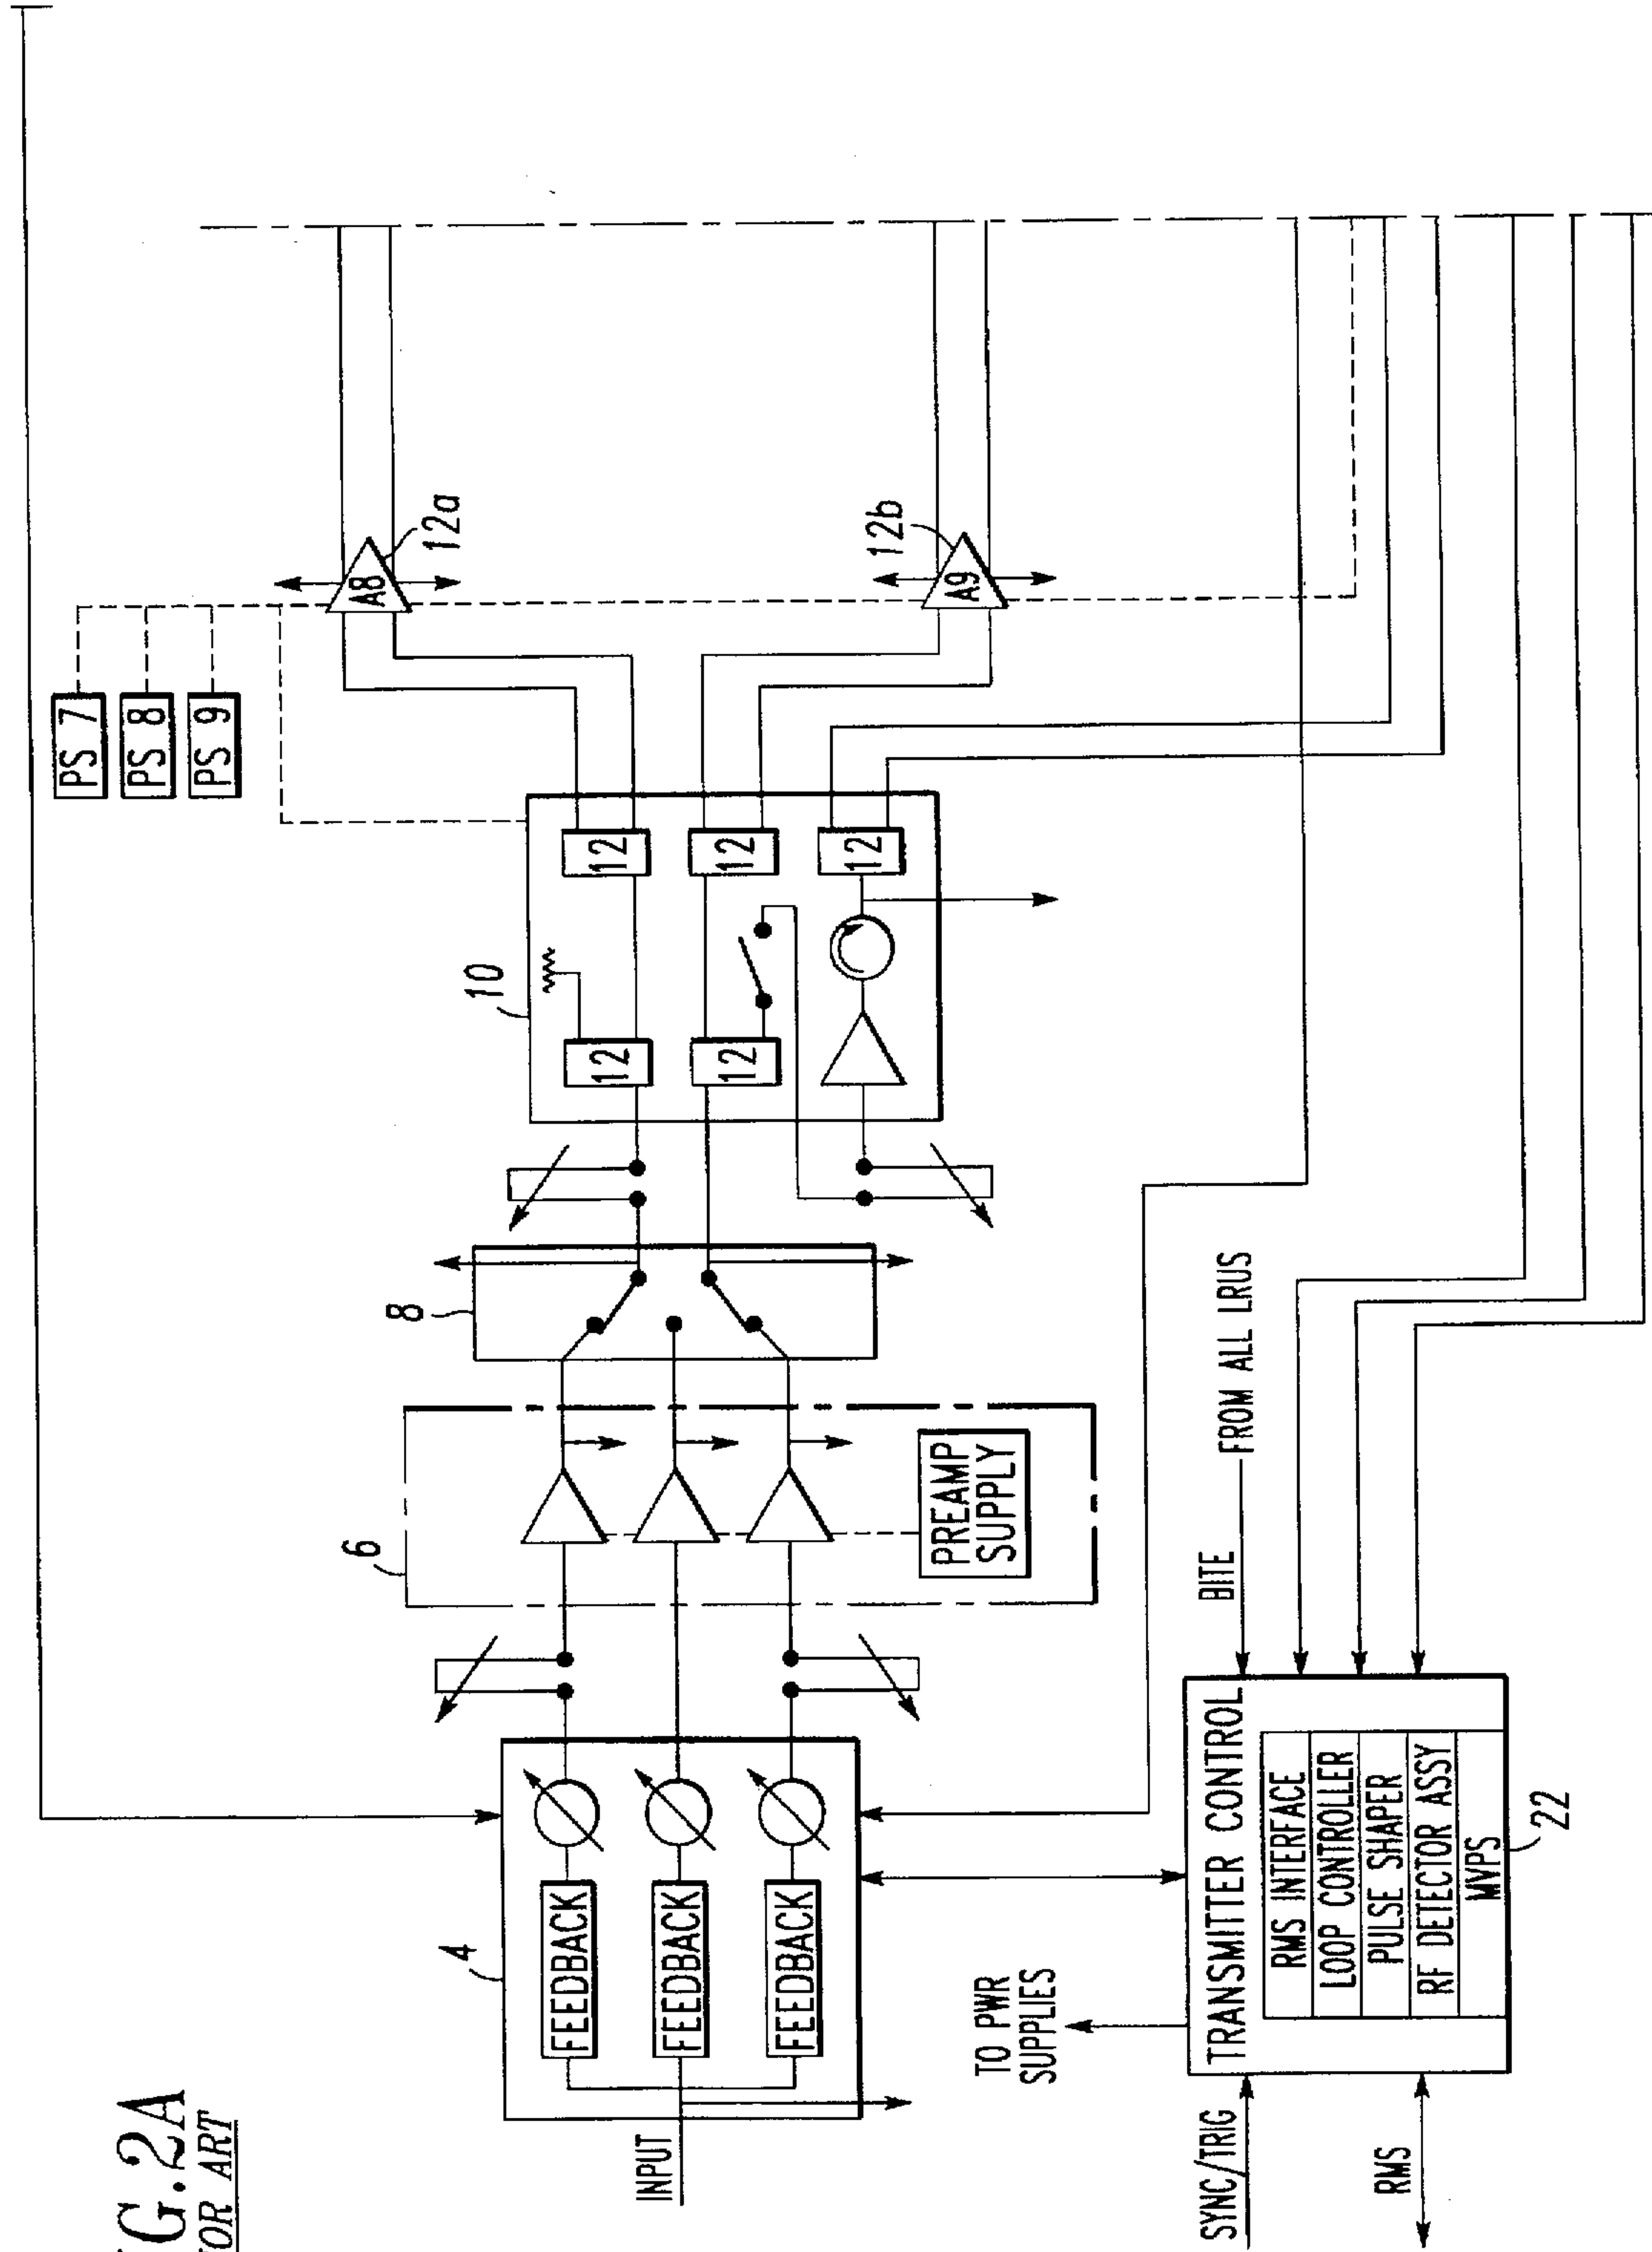 G.2A
OR ART
PS 7
PS 8
PS 9
A8
12a
A9
12b
10
12
12
12
12
12
8
6
PREAMP
SUPPLY
4
FEEDBACK
FEEDBACK
FEEDBACK
INPUT
TO PWR
SUPPLIES
BITE
FROM ALL LRUS
SYNC/TRIG
RMS
TRANSMITTER CONTROL
RMS INTERFACE
LOOP CONTROLLER
PULSE SHAPER
RF DETECTOR ASSY
MVPS
22